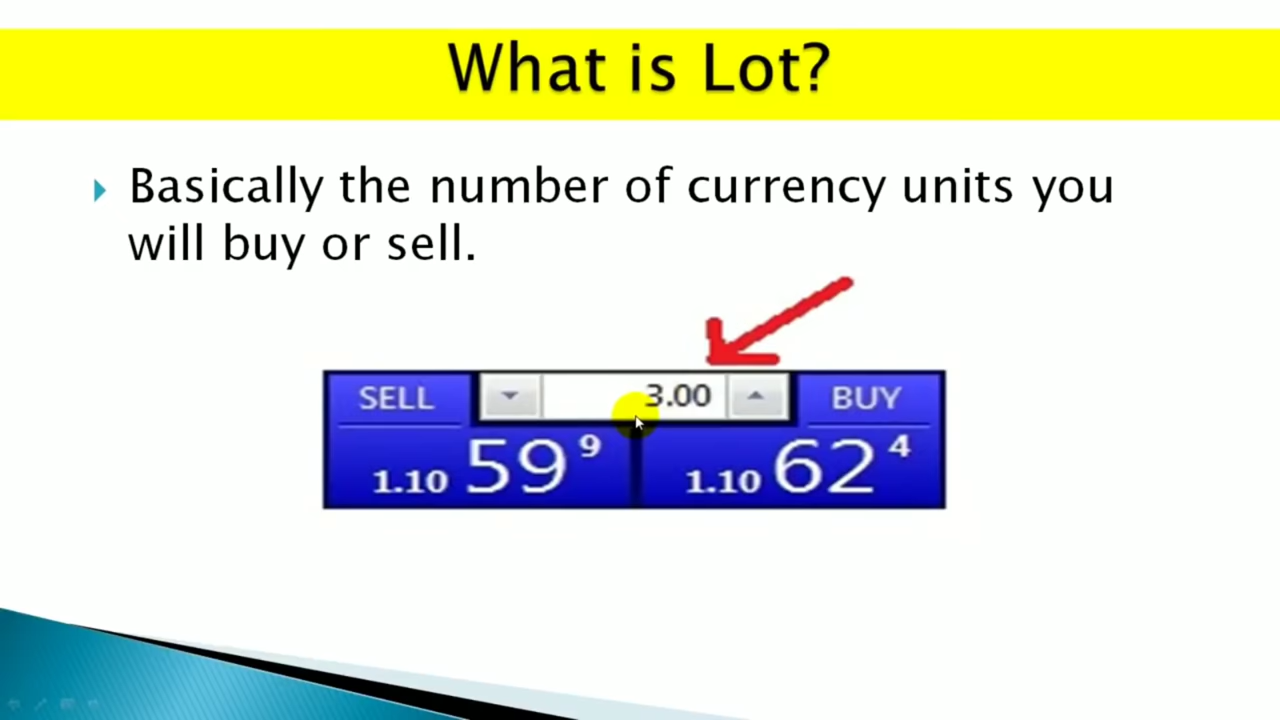 What is Lot?
Basically the number of currency units you
will buy or sell.
SELL 3.00 BUY
1.10 59 9 1.10 62 4